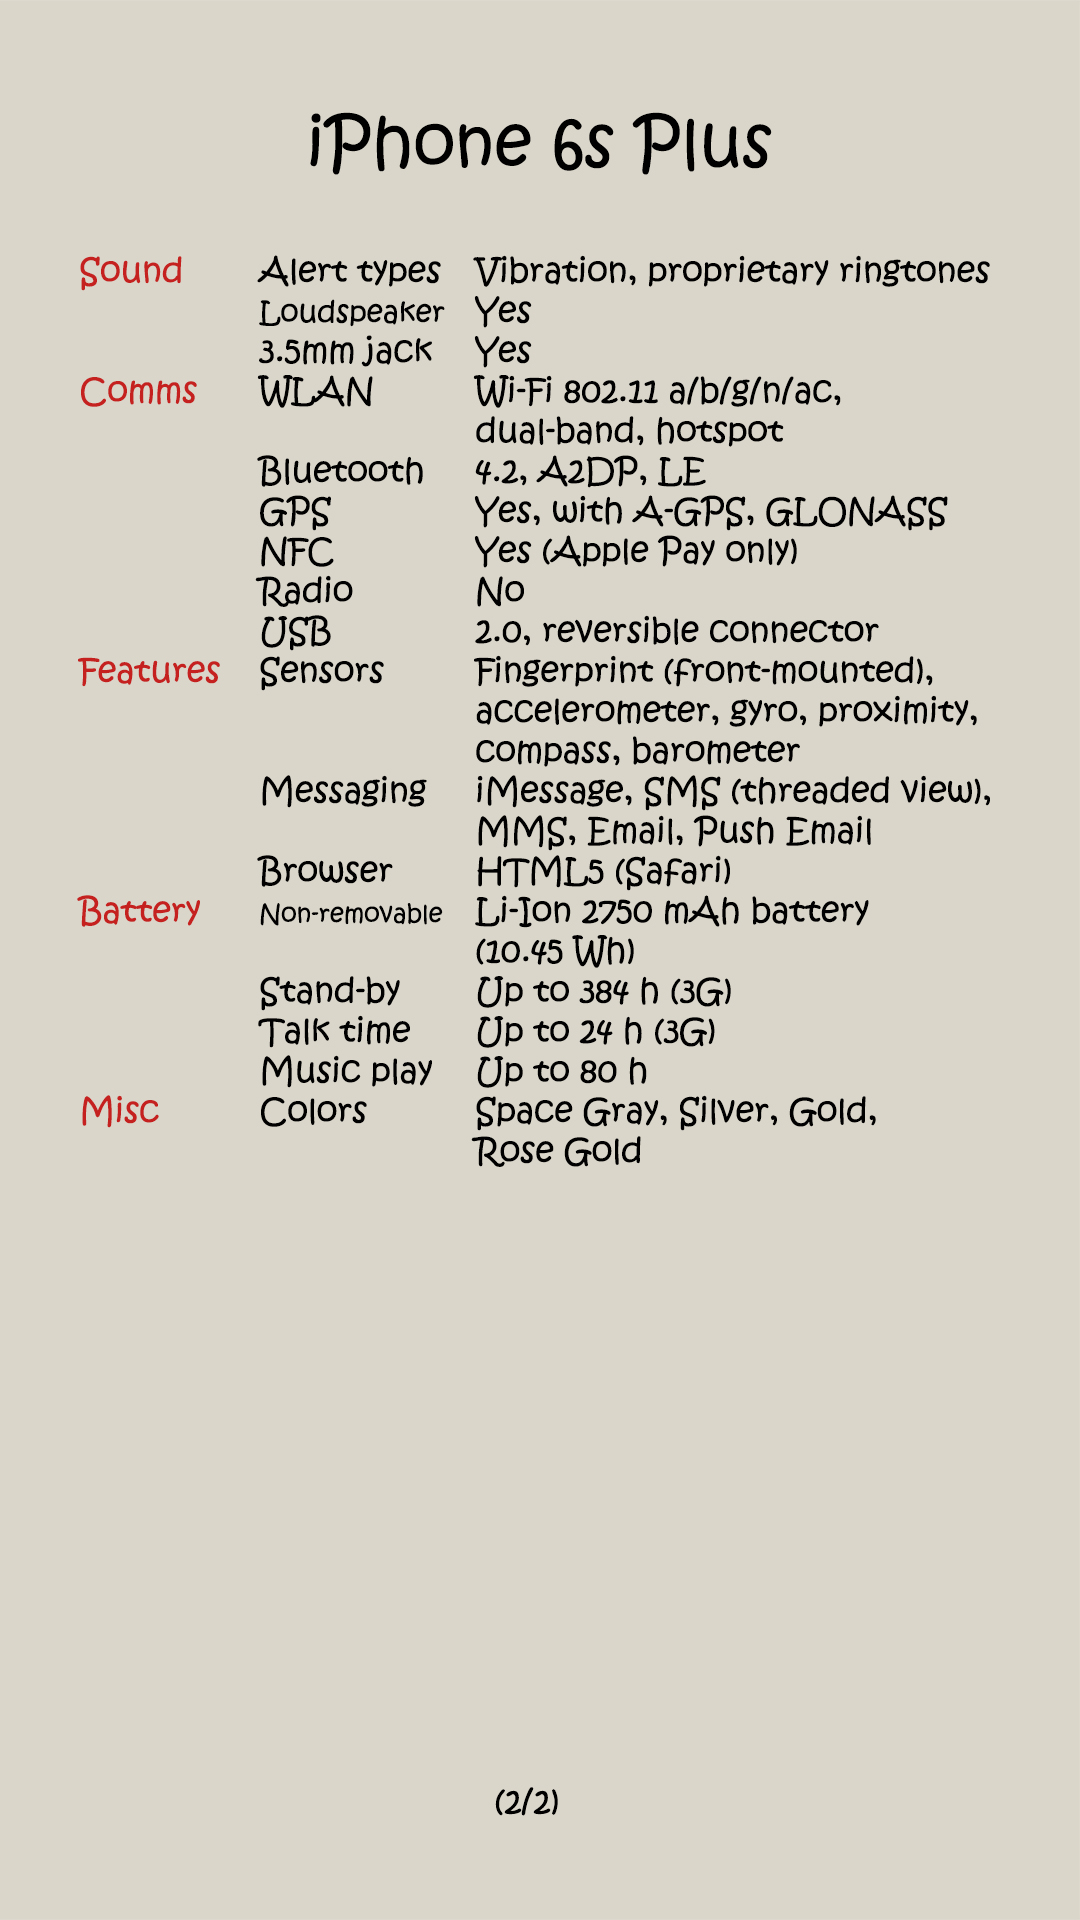 iPhone 6s Plus
Sound Alert types Vibration, proprietary ringtones
Loudspeaker Yes
3.5mm jack Yes
Comms WLAN Wi-Fi 802.11 a/b/g/n/ac,
dual-band, hotspot
Bluetooth 4.2, A2DP, LE
GPS Yes, with A-GPS, GLONASS
NFC Yes (Apple Pay only)
Radio No
USB 2.0, reversible connector
Features Sensors Fingerprint (front-mounted),
accelerometer, gyro, proximity,
compass, barometer
Messaging iMessage, SMS (threaded view),
MMS, Email, Push Email
Browser HTML5 (Safari)
Battery Non-removable Li-Ion 2750 mAh battery
(10.45 Wh)
Stand-by Up to 384 h (3G)
Talk time Up to 24 h (3G)
Music play Up to 80 h
Misc Colors Space Gray, Silver, Gold,
Rose Gold
(2/2)